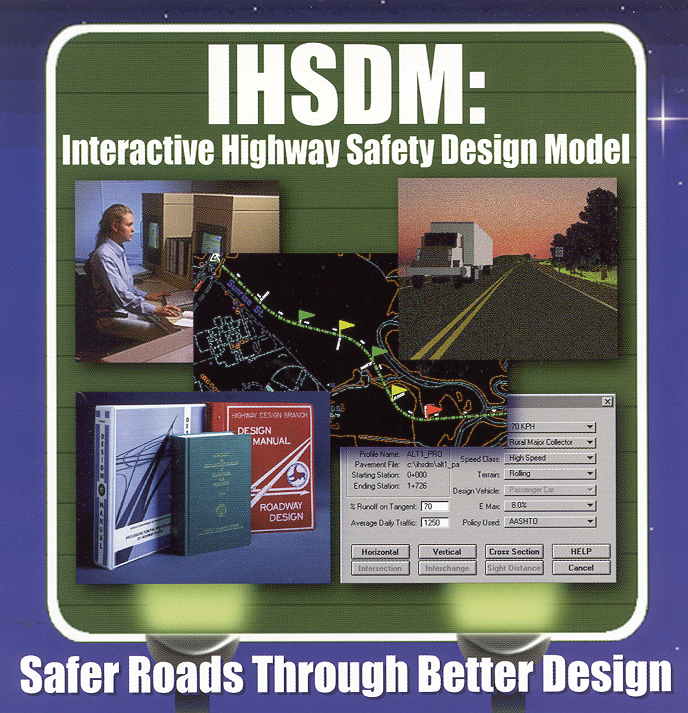 IHSDM:
Interactive Highway Safety Design Model
Sunrise St.
DESIGN MANUAL
HIGHWAY DESIGN BRANCH
DESIGN
MANUAL
ROADWAY
DESIGN
70 KPH
Rural Major Collector
Profile Name: ALT1_PRO
Speed Class: High Speed
Pavement File: c:\ihsdm\alt1_pa
Starting Station: 0+000
Terrain: Rolling
Ending Station: 1+726
Design Vehicle: Passenger Car
% Runoff on Tangent: 70
E Max: 8.0%
Average Daily Traffic: 1250
Policy Used: AASHTO
Horizontal Vertical Cross Section HELP
Intersection Interchange Sight Distance Cancel
Safer Roads Through Better Design